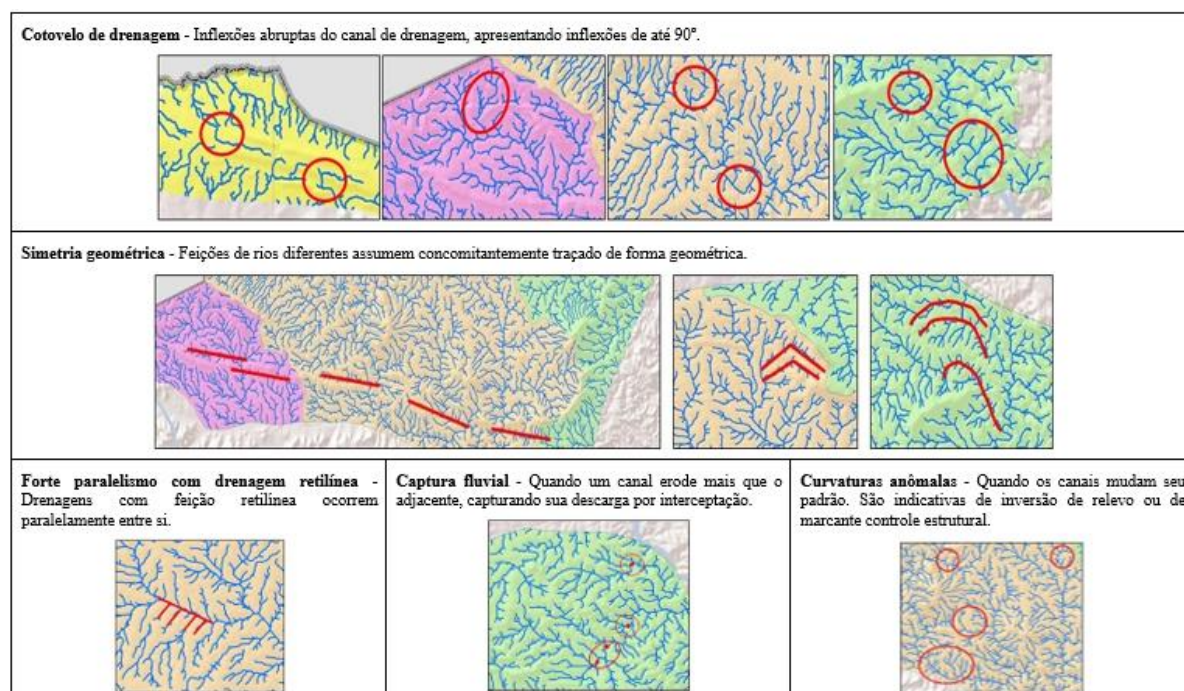 Cotovelo de drenagem - Inflexões abruptas do canal de drenagem, apresentando inflexões de até 90°.
Simetria geométrica - Feições de rios diferentes assumem concomitantemente traçado de forma geométrica.
Forte paralelismo com drenagem retilínea -
Drenagens com feição retilínea ocorrem
paralelamente entre si.
Captura fluvial - Quando um canal erode mais que o
adjacente, capturando sua descarga por interceptação.
Curvaturas anômalas - Quando os canais mudam seu
padrão. São indicativas de inversão de relevo ou de
marcante controle estrutural.